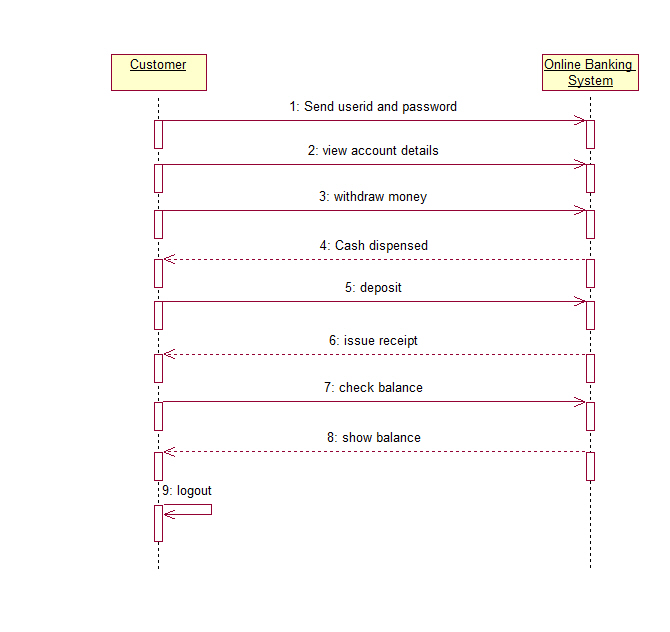 Customer
Online Banking
System
1: Send userid and password
2: view account details
3: withdraw money
4: Cash dispensed
5: deposit
6: issue receipt
7: check balance
8: show balance
9: logout